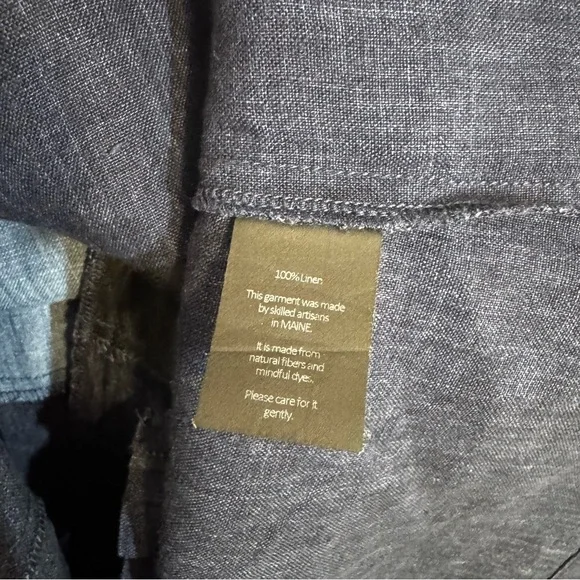 100% Linen
This garment was made
by skilled artisans
in MAINE.
It is made from
natural fibers and
mindful dyes.
Please care for it
gently.